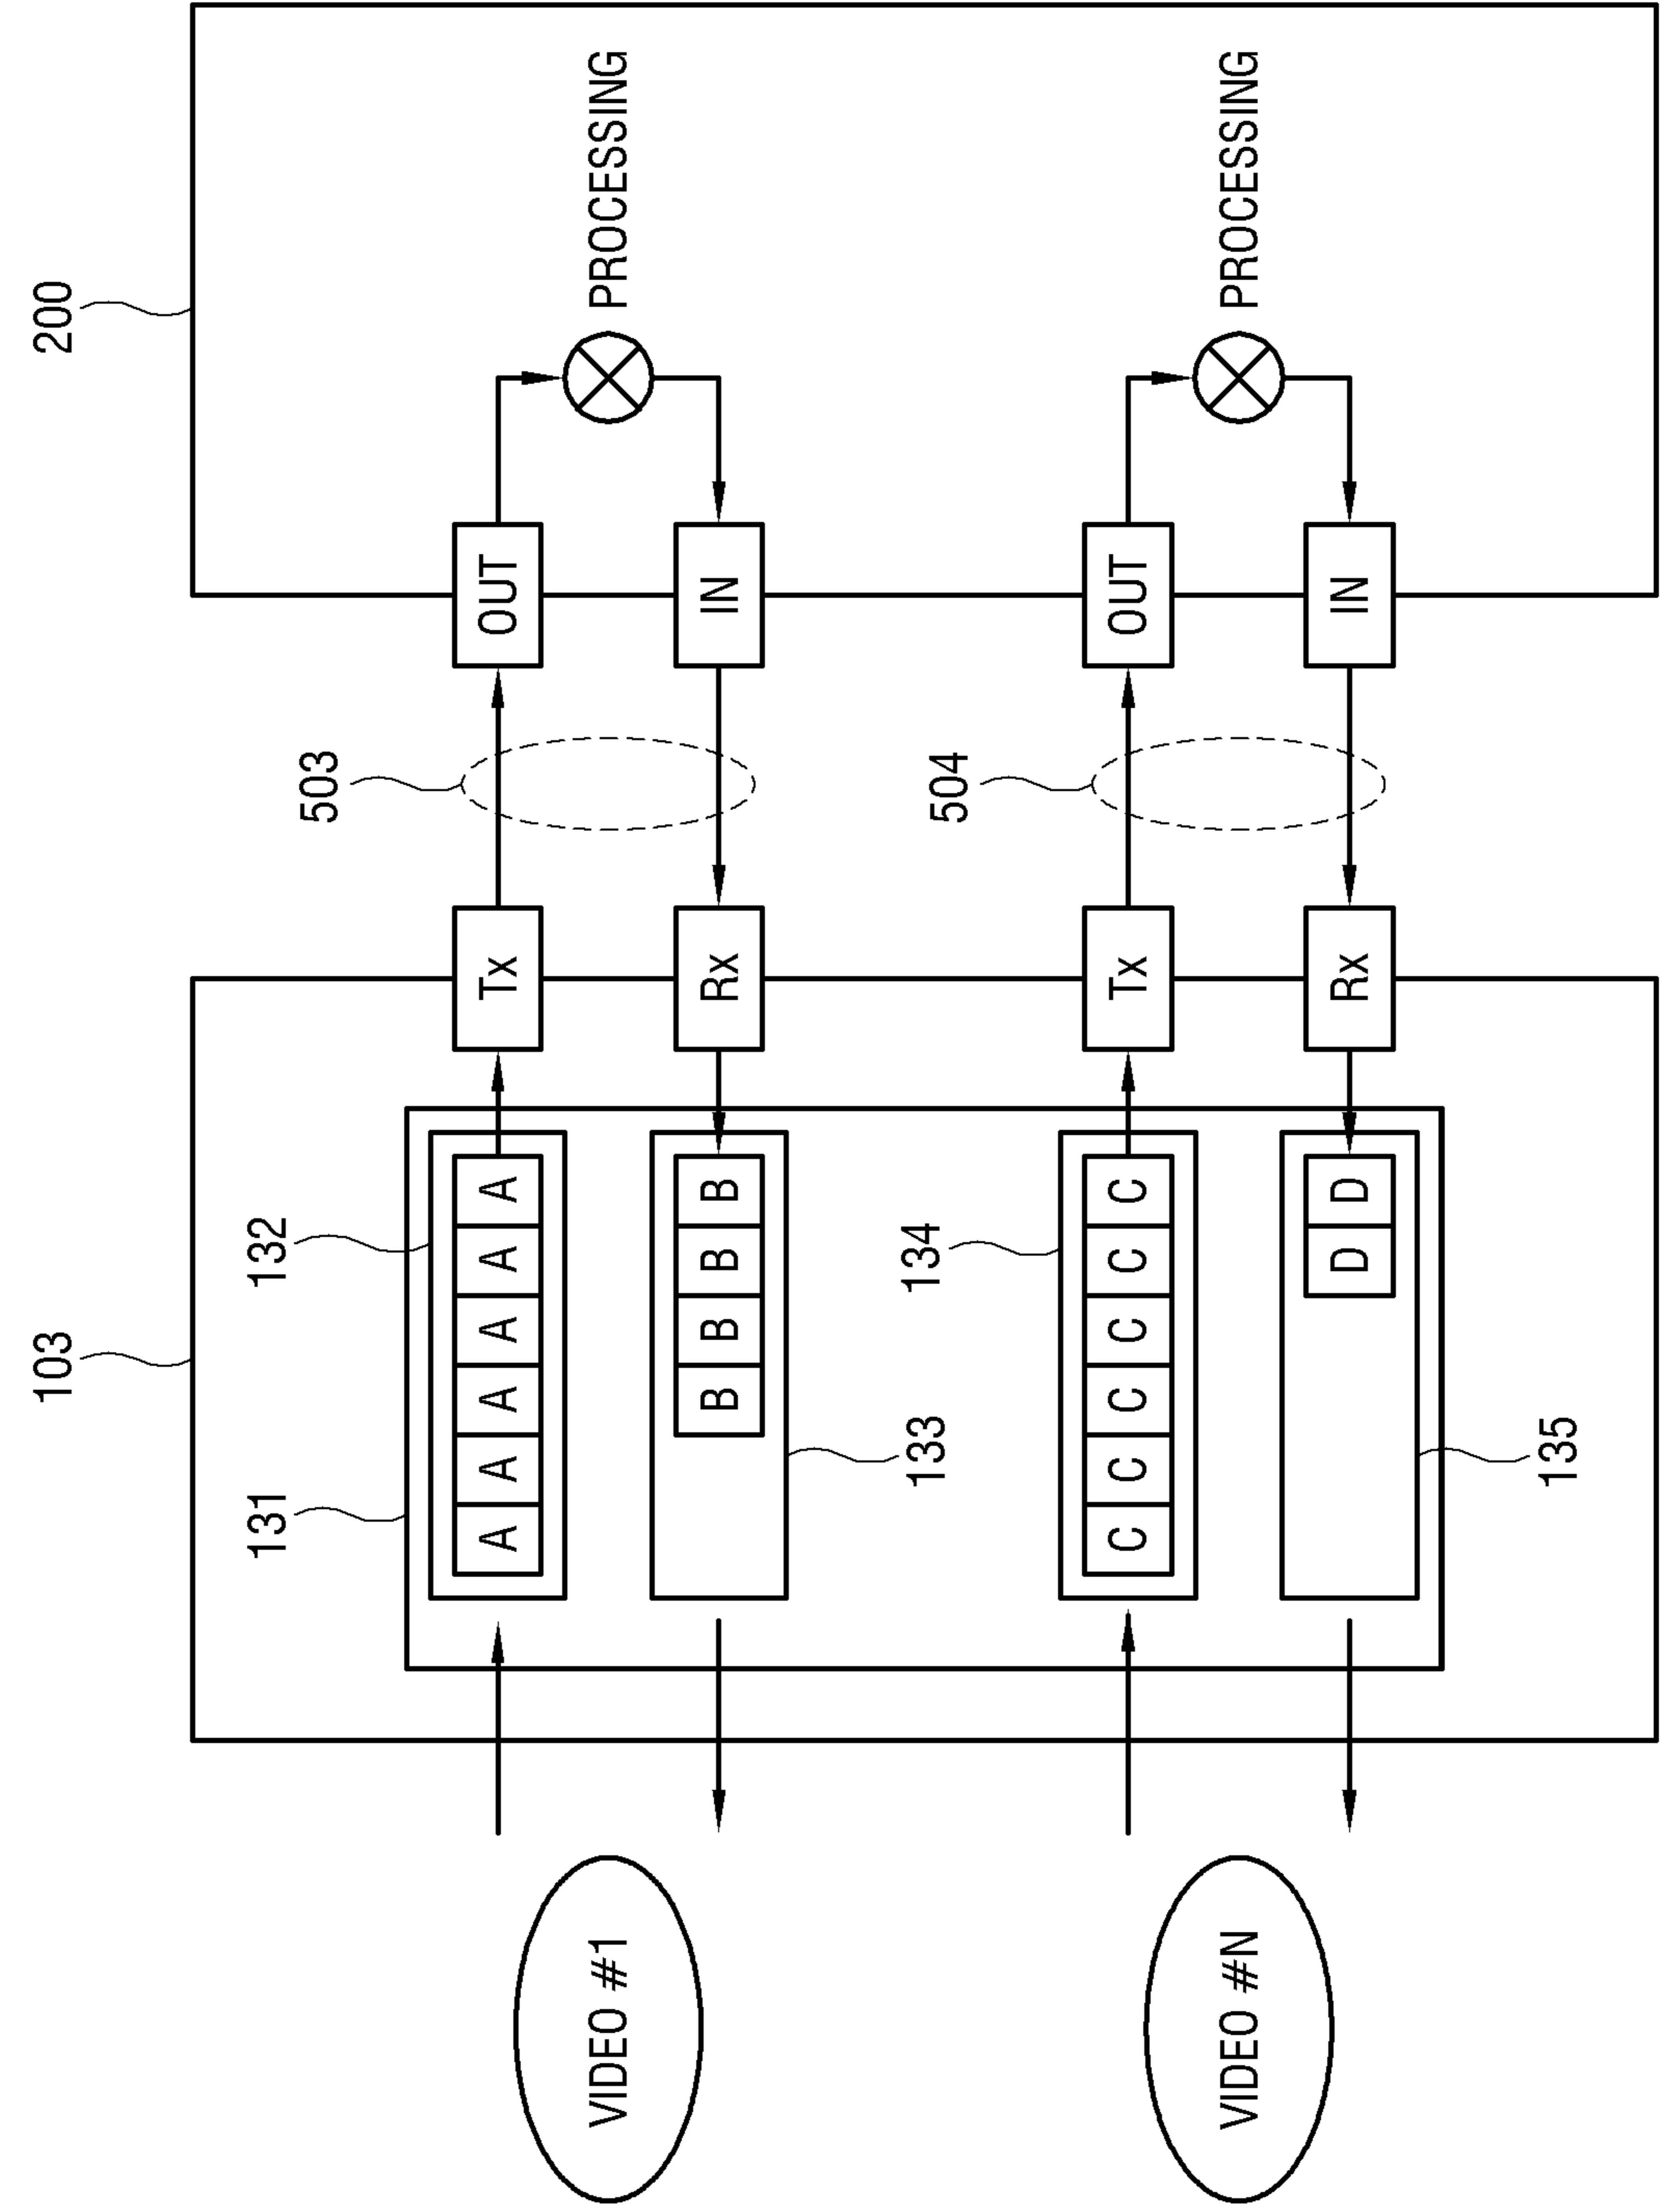 103
200
131
132
503
A A A A A A
Tx
OUT
VIDEO #1
PROCESSING
B B B B
Rx
IN
133
134
504
C C C C C C
Tx
OUT
VIDEO #N
PROCESSING
D D
Rx
IN
135